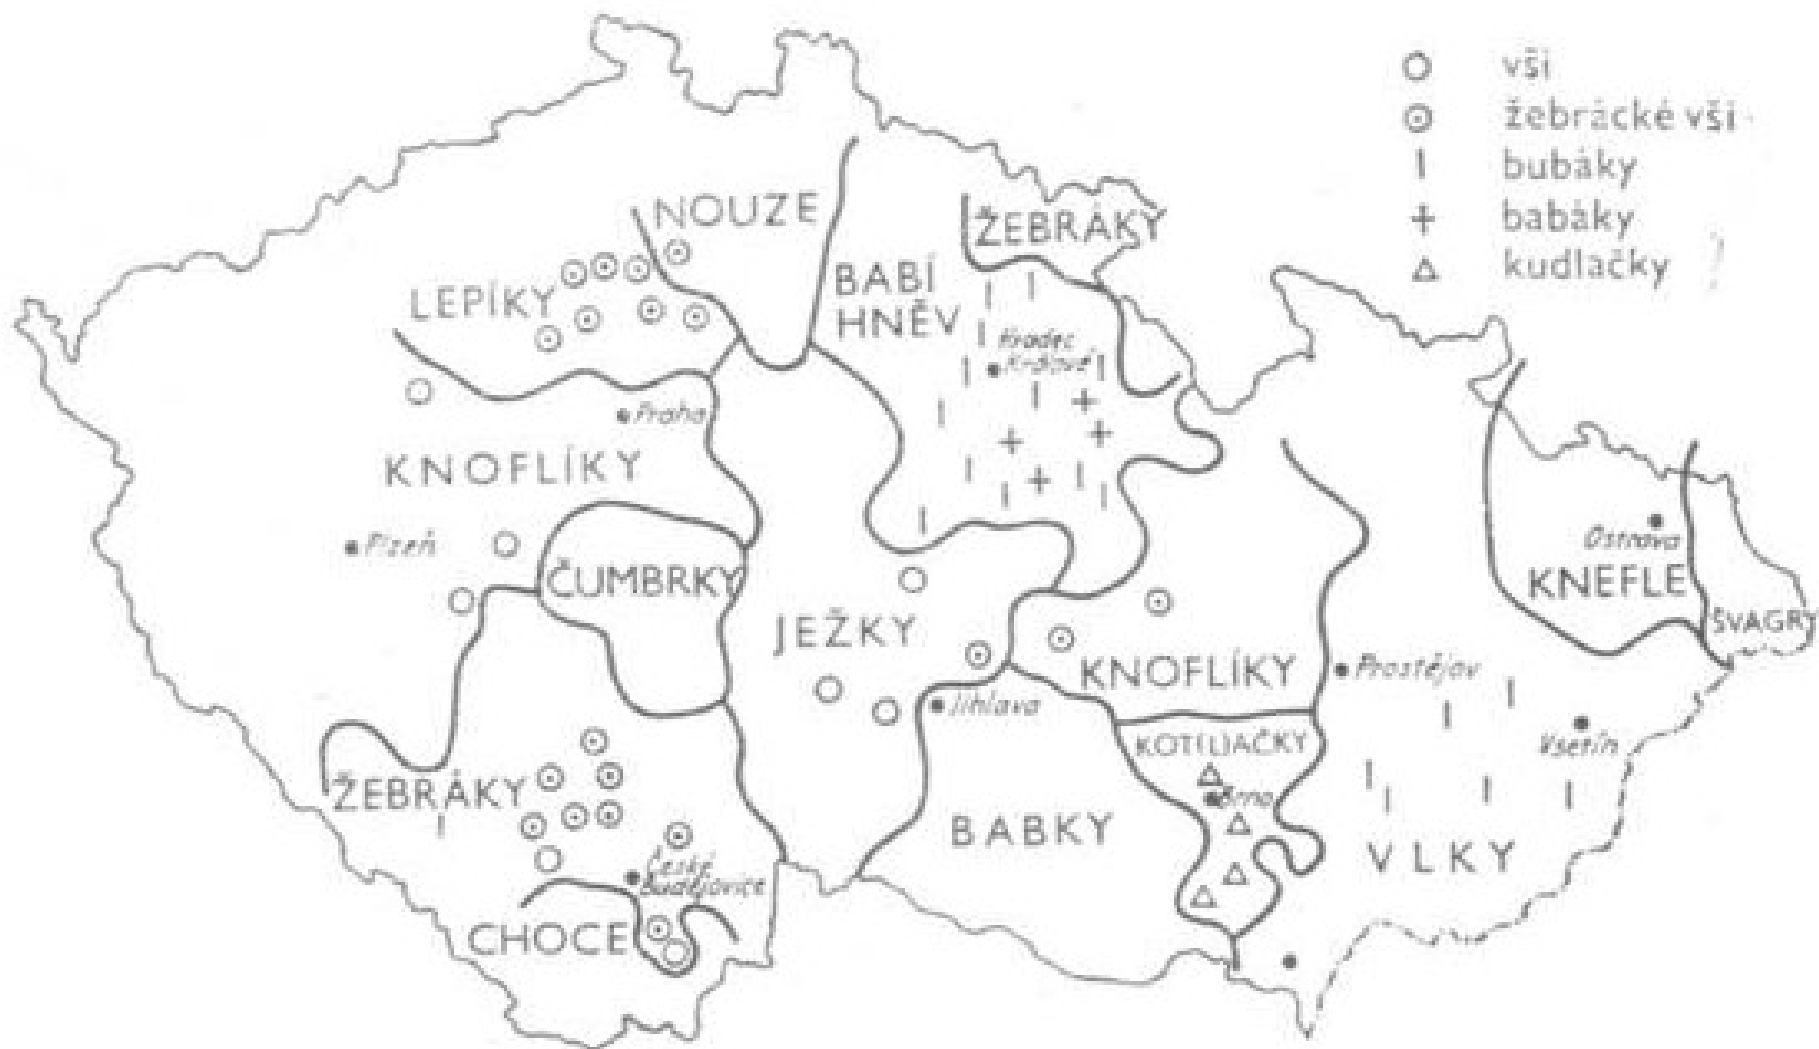 vši
žebrácké vši
bubáky
babáky
kudlačky
?
NOUZE
ŽEBRÁKY
LEPÍKY
BABÍ
HNĚV
Hradec
Králové
Praha
KNOFLÍKY
Plzeň
Ostrava
ČUMBRKY
KNEFLE
ŠVAGRY
JEŽKY
KNOFLÍKY
Prostějov
Jihlava
KOT(L)AČKY
Vsetín
ŽEBRÁKY
Brno
BABKY
VLKY
České
Budějovice
CHOCE